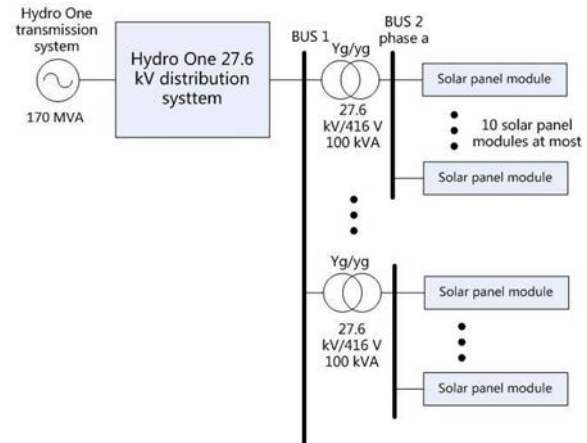 Hydro One
transmission
system
170 MVA
Hydro One 27.6
kV distribution
systtem
BUS 1
Yg/yg
27.6
kV/416 V
100 kVA
BUS 2
phase a
Solar panel module
10 solar panel
modules at most
Solar panel module
Yg/yg
27.6
kV/416 V
100 kVA
Solar panel module
Solar panel module